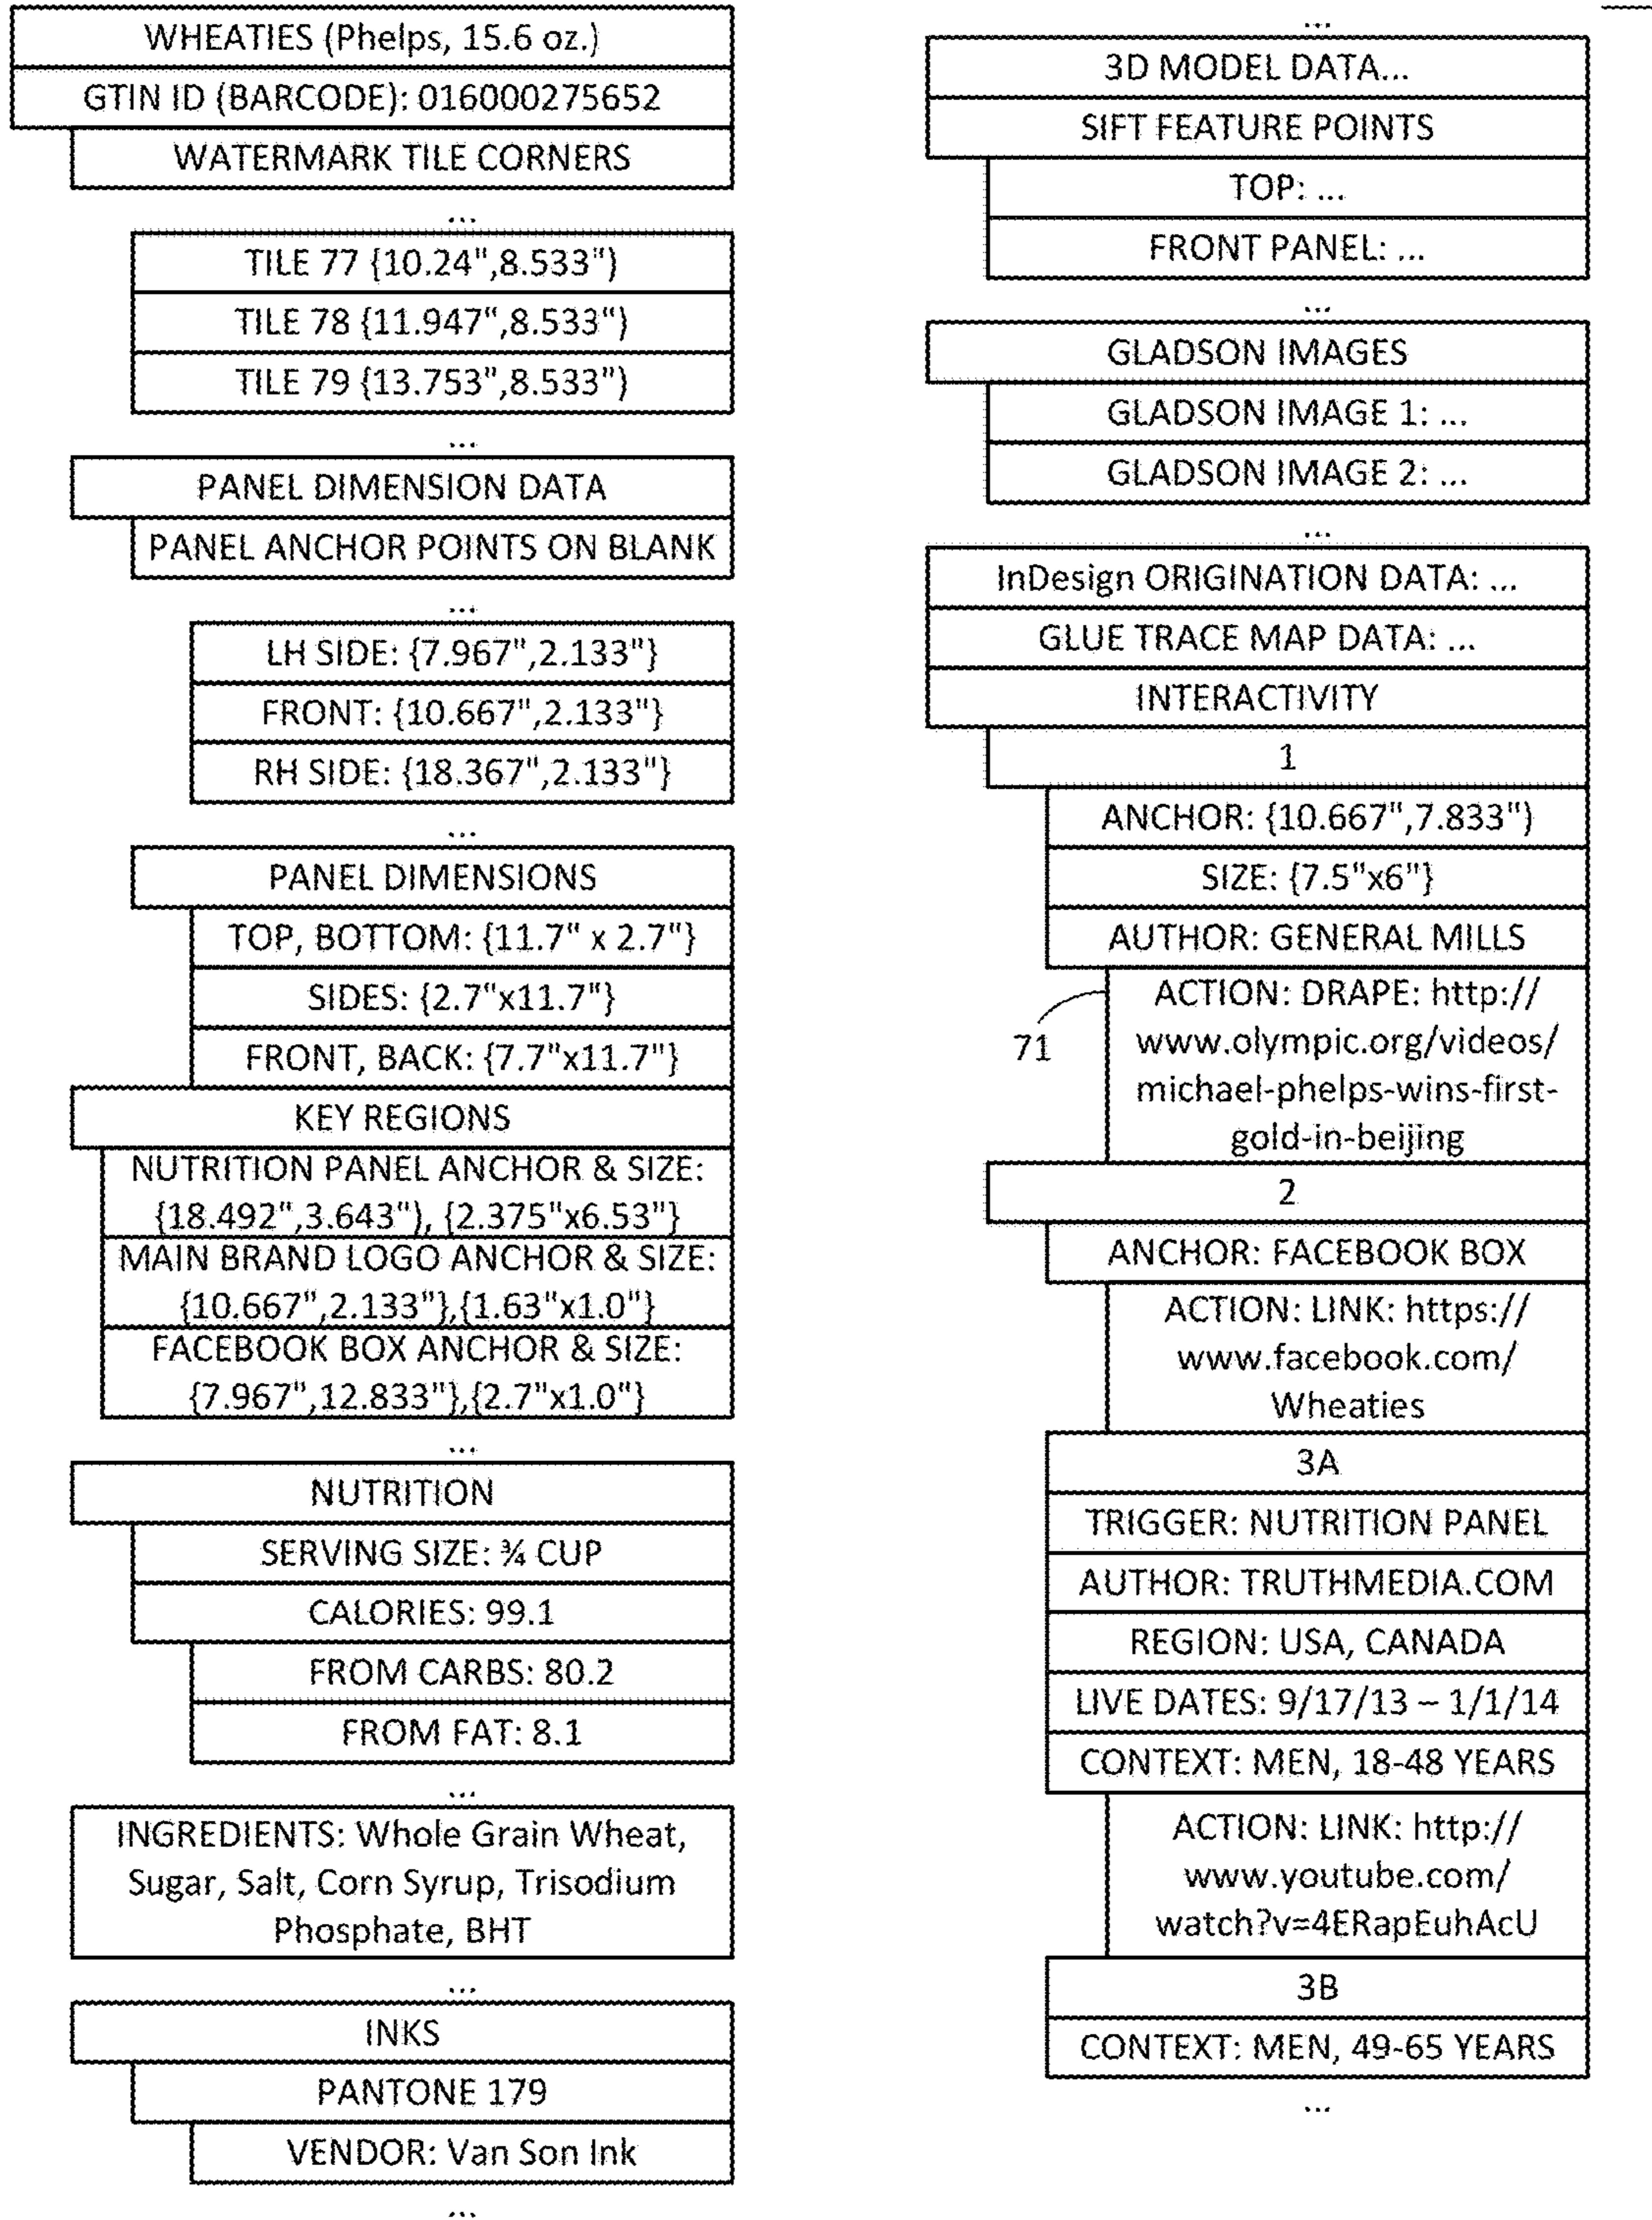 WHEATIES (Phelps, 15.6 oz.)
GTIN ID (BARCODE): 016000275652
WATERMARK TILE CORNERS
...
TILE 77 {10.24",8.533")
TILE 78 {11.947",8.533")
TILE 79 {13.753",8.533")
...
PANEL DIMENSION DATA
PANEL ANCHOR POINTS ON BLANK
...
LH SIDE: {7.967",2.133"}
FRONT: {10.667",2.133"}
RH SIDE: {18.367",2.133"}
...
PANEL DIMENSIONS
TOP, BOTTOM: {11.7" x 2.7"}
SIDES: {2.7"x11.7"}
FRONT, BACK: {7.7"x11.7"}
KEY REGIONS
NUTRITION PANEL ANCHOR & SIZE:
{18.492",3.643"), {2.375"x6.53"}
MAIN BRAND LOGO ANCHOR & SIZE:
{10.667",2.133"},{1.63"x1.0"}
FACEBOOK BOX ANCHOR & SIZE:
{7.967",12.833"},{2.7"x1.0"}
...
NUTRITION
SERVING SIZE: ¾ CUP
CALORIES: 99.1
FROM CARBS: 80.2
FROM FAT: 8.1
...
INGREDIENTS: Whole Grain Wheat,
Sugar, Salt, Corn Syrup, Trisodium
Phosphate, BHT
...
INKS
PANTONE 179
VENDOR: Van Son Ink
...
...
3D MODEL DATA...
SIFT FEATURE POINTS
TOP: ...
FRONT PANEL: ...
...
GLADSON IMAGES
GLADSON IMAGE 1: ...
GLADSON IMAGE 2: ...
...
InDesign ORIGINATION DATA: ...
GLUE TRACE MAP DATA: ...
INTERACTIVITY
1
ANCHOR: {10.667",7.833")
SIZE: {7.5"x6"}
AUTHOR: GENERAL MILLS
71
ACTION: DRAPE: http://
www.olympic.org/videos/
michael-phelps-wins-first-
gold-in-beijing
2
ANCHOR: FACEBOOK BOX
ACTION: LINK: https://
www.facebook.com/
Wheaties
3A
TRIGGER: NUTRITION PANEL
AUTHOR: TRUTHMEDIA.COM
REGION: USA, CANADA
LIVE DATES: 9/17/13 – 1/1/14
CONTEXT: MEN, 18-48 YEARS
ACTION: LINK: http://
www.youtube.com/
watch?v=4ERapEuhAcU
3B
CONTEXT: MEN, 49-65 YEARS
...